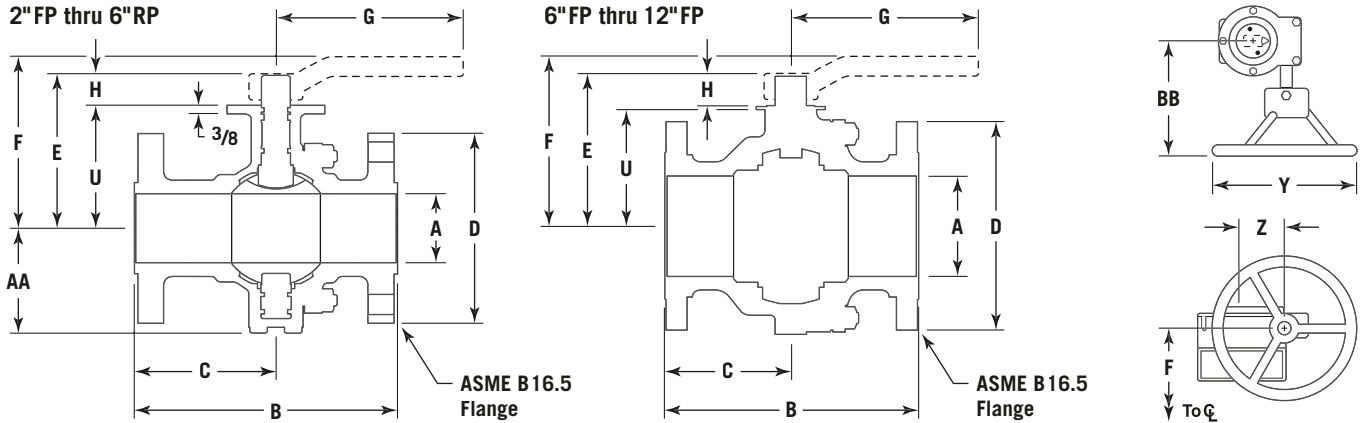 2"FP thru 6"RP
G
H
F
E
3/8
U
A
D
AA
C
B
ASME B16.5
Flange
6"FP thru 12"FP
G
H
F
E
U
A
D
C
B
ASME B16.5
Flange
BB
Y
Z
F
To ℄